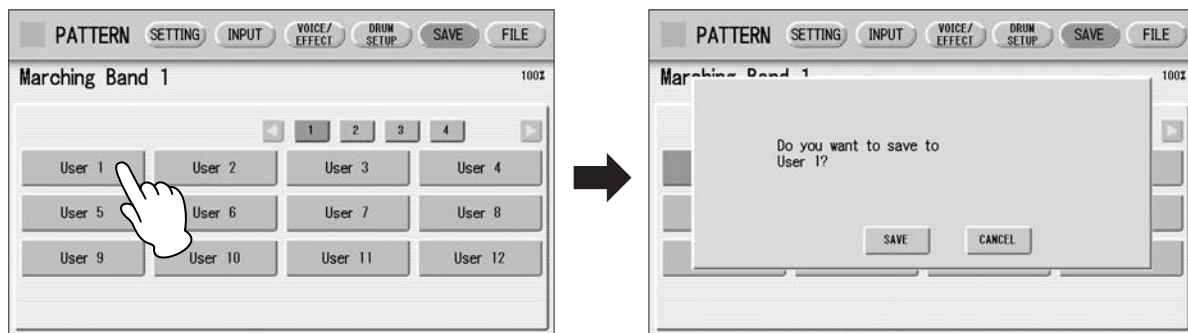 PATTERN SETTING INPUT VOICE/EFFECT DRUM SETUP SAVE FILE
Marching Band 1 100%
1 2 3 4
User 1 User 2 User 3 User 4
User 5 User 6 User 7 User 8
User 9 User 10 User 11 User 12
PATTERN SETTING INPUT VOICE/EFFECT DRUM SETUP SAVE FILE
Marching Band 1 100%
Do you want to save to
User 1?
SAVE CANCEL